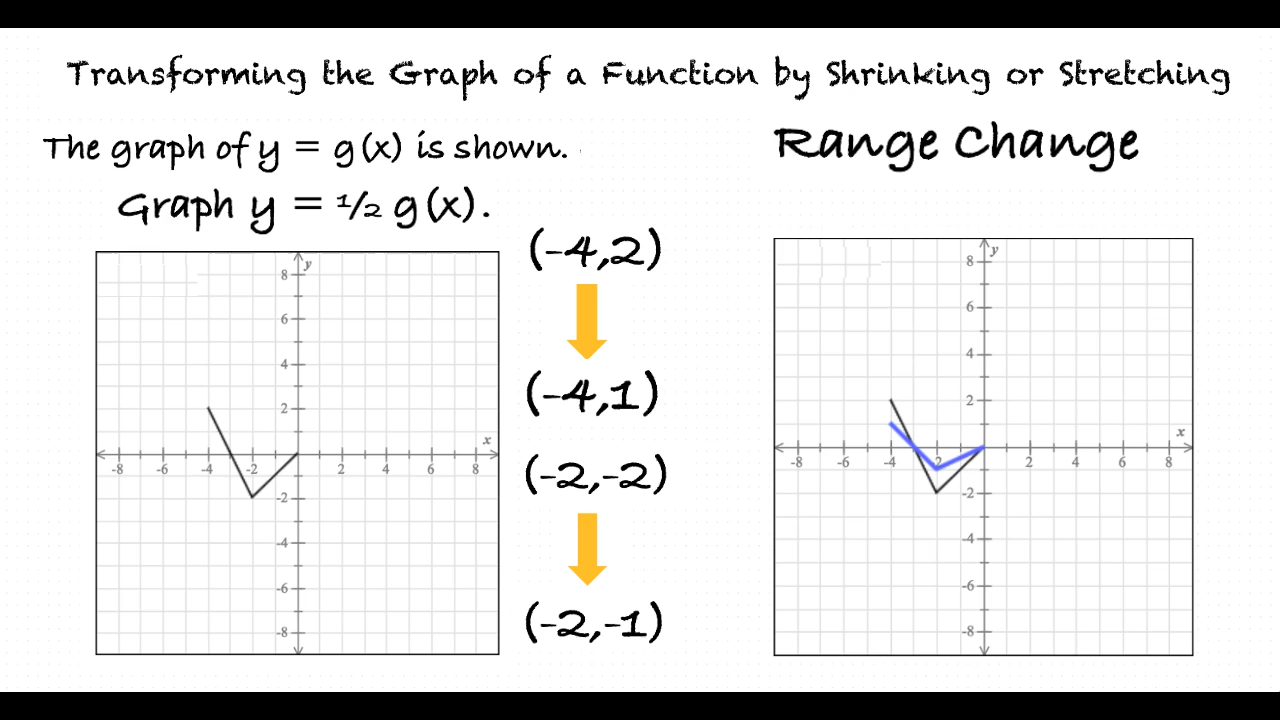 Transforming the Graph of a Function by Shrinking or Stretching
The graph of y = g(x) is shown.
Range Change
Graph y = 1/2 g(x).
(-4,2)
(-4,1)
(-2,-2)
(-2,-1)
y
8
6
4
2
x
-8 -6 -4 -2 2 4 6 8
-2
-4
-6
-8
y
8
6
4
2
x
-8 -6 -4 2 2 4 6 8
-2
-4
-6
-8